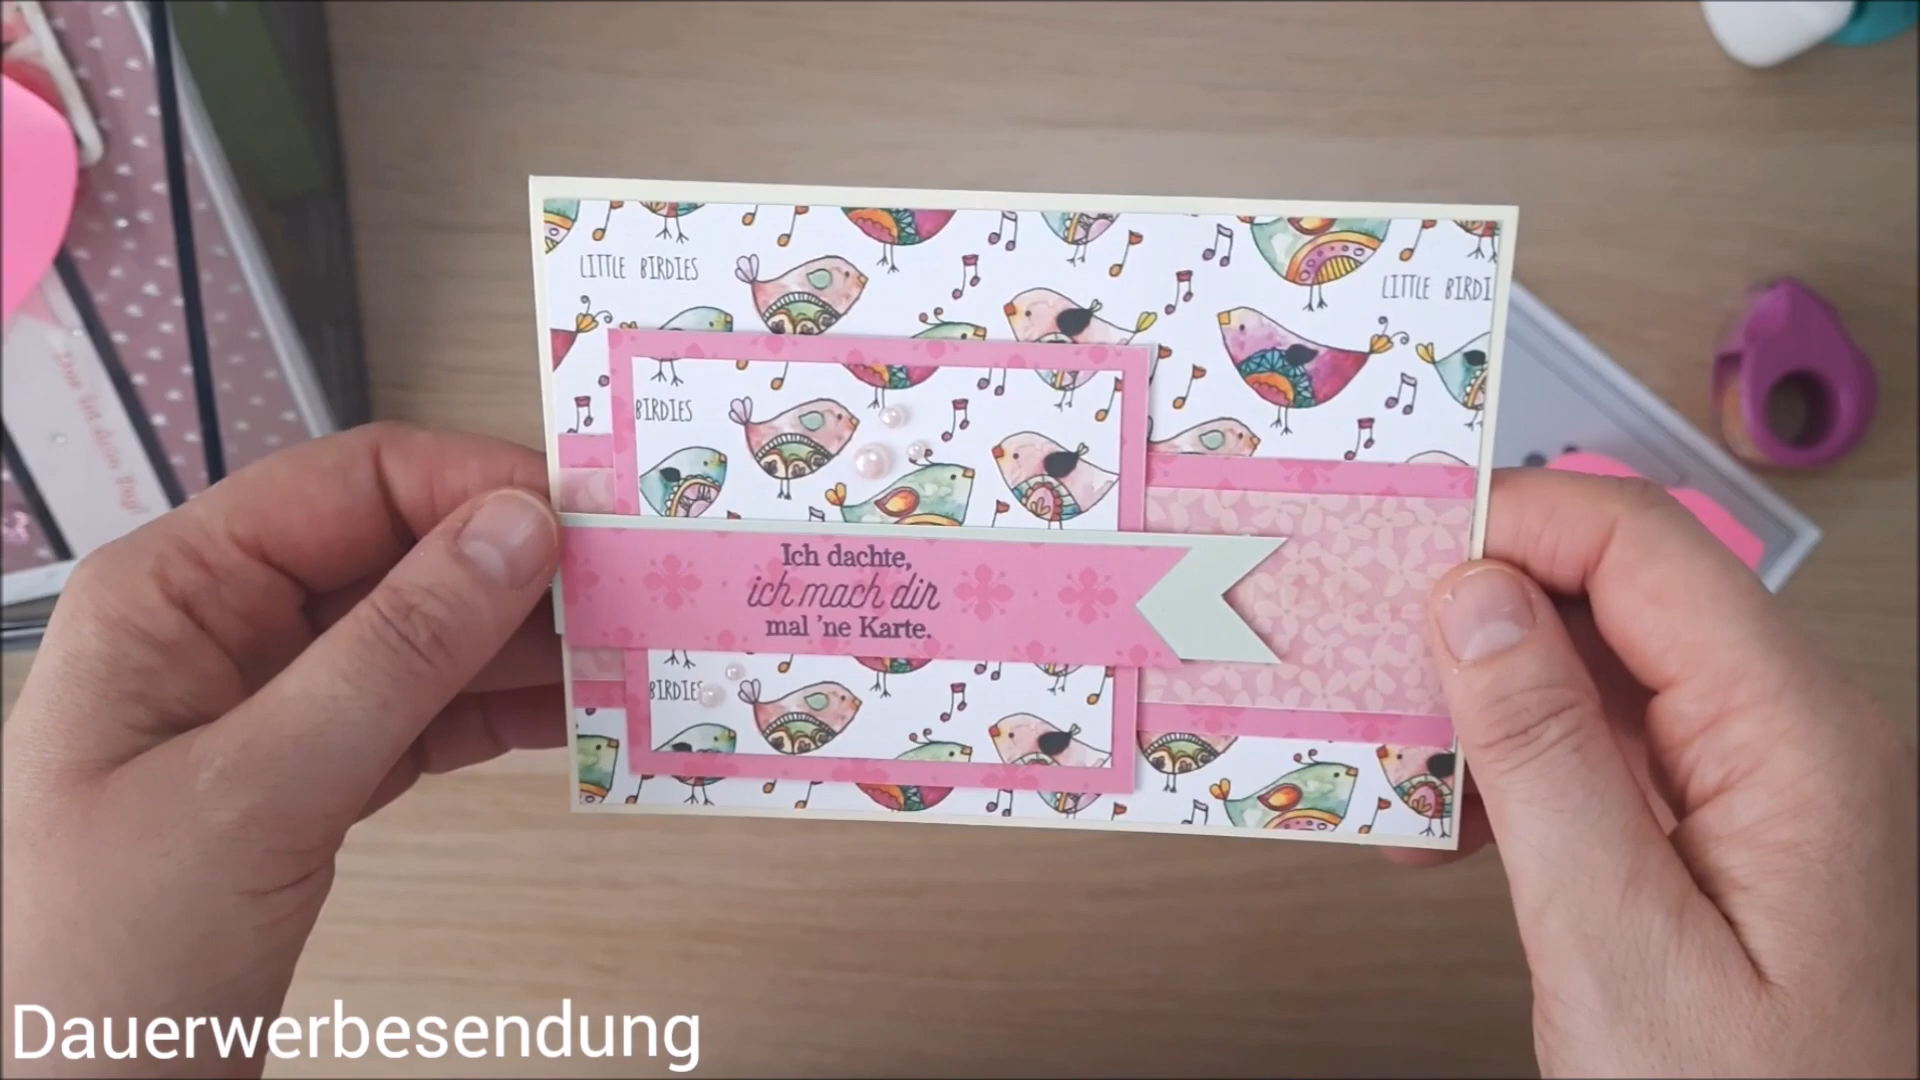 LITTLE BIRDIES
LITTLE BIRDI
BIRDIES
Ich dachte,
ich mach dir
mal 'ne Karte.
BIRDIES
Dauerwerbesendung